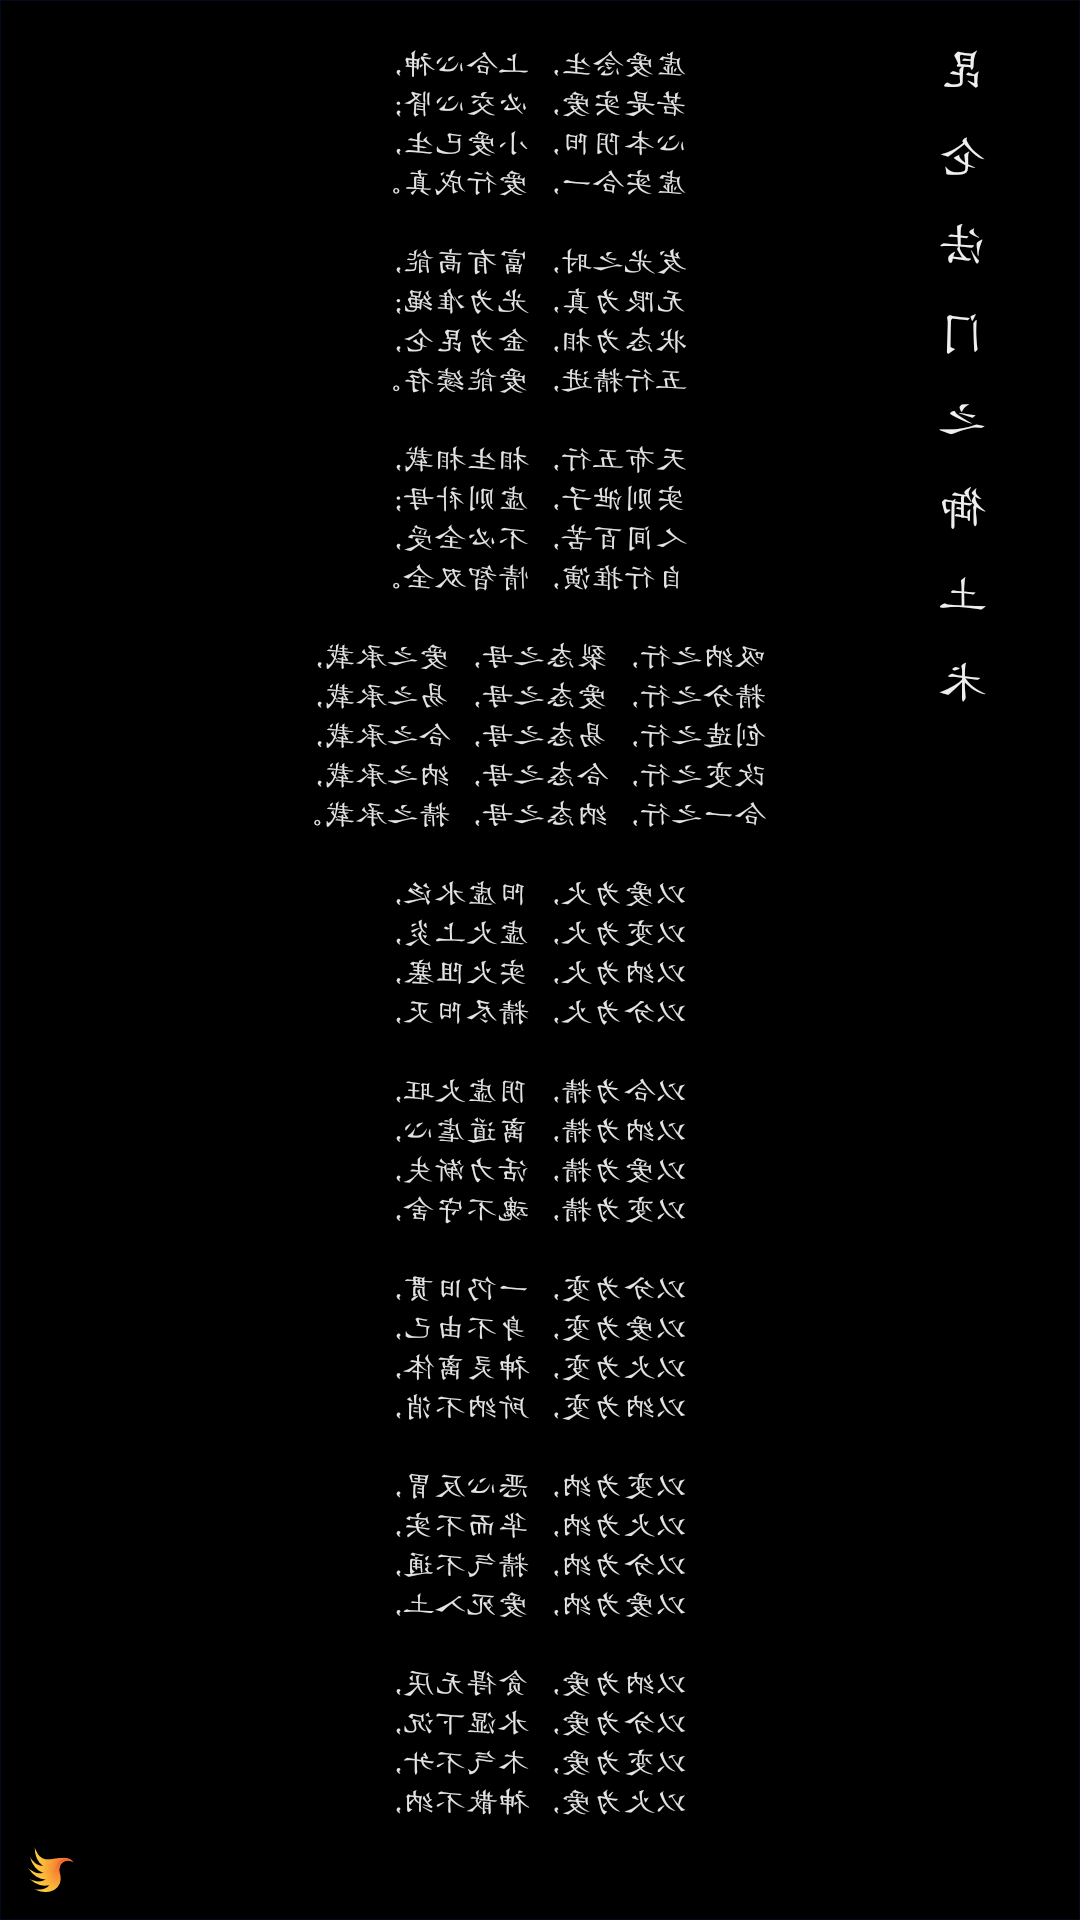 昆仑法门之御土术
虚爱念生，上合心神，
若是实爱，必交心肾；
心本阴阳，小爱已生，
虚实合一，爱行成真。
发光之时，富有高能，
无限为真，光为准绳；
状态为相，金为昆仑，
五行精进，爱能续存。
天布五行，相生相载，
实则泄子，虚则补母；
人间百苦，不必全受，
自行推演，情智双全。
吸纳之行，裂态之母，爱之承载，
精分之行，爱态之母，易之承载，
创造之行，易态之母，合之承载，
改变之行，合态之母，纳之承载，
合一之行，纳态之母，精之承载。
以爱为火，阳虚水泛，
以变为火，虚火上炎，
以纳为火，实火阻塞，
以分为火，精尽阳灭，
以合为精，阴虚火旺，
以纳为精，离道虐心，
以爱为精，活力渐失，
以变为精，魂不守舍，
以分为变，一仍旧贯，
以爱为变，身不由己，
以火为变，神灵离体，
以纳为变，所纳不消，
以变为纳，恶心反胃，
以火为纳，华而不实，
以分为纳，精气不通，
以爱为纳，爱死入土，
以纳为爱，贪得无厌，
以分为爱，水湿下沉，
以变为爱，木气不升，
以火为爱，神散不纳，